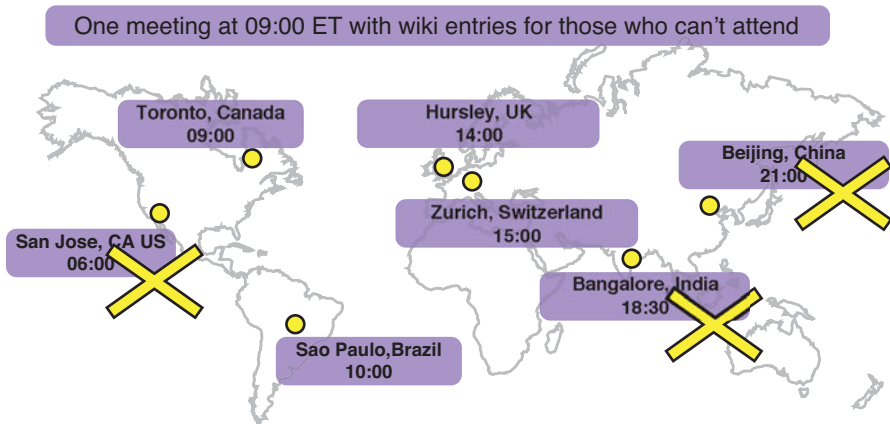 One meeting at 09:00 ET with wiki entries for those who can't attend
Toronto, Canada
09:00
Hursley, UK
14:00
Beijing, China
21:00
Zurich, Switzerland
15:00
San Jose, CA US
06:00
Bangalore, India
18:30
Sao Paulo,Brazil
10:00